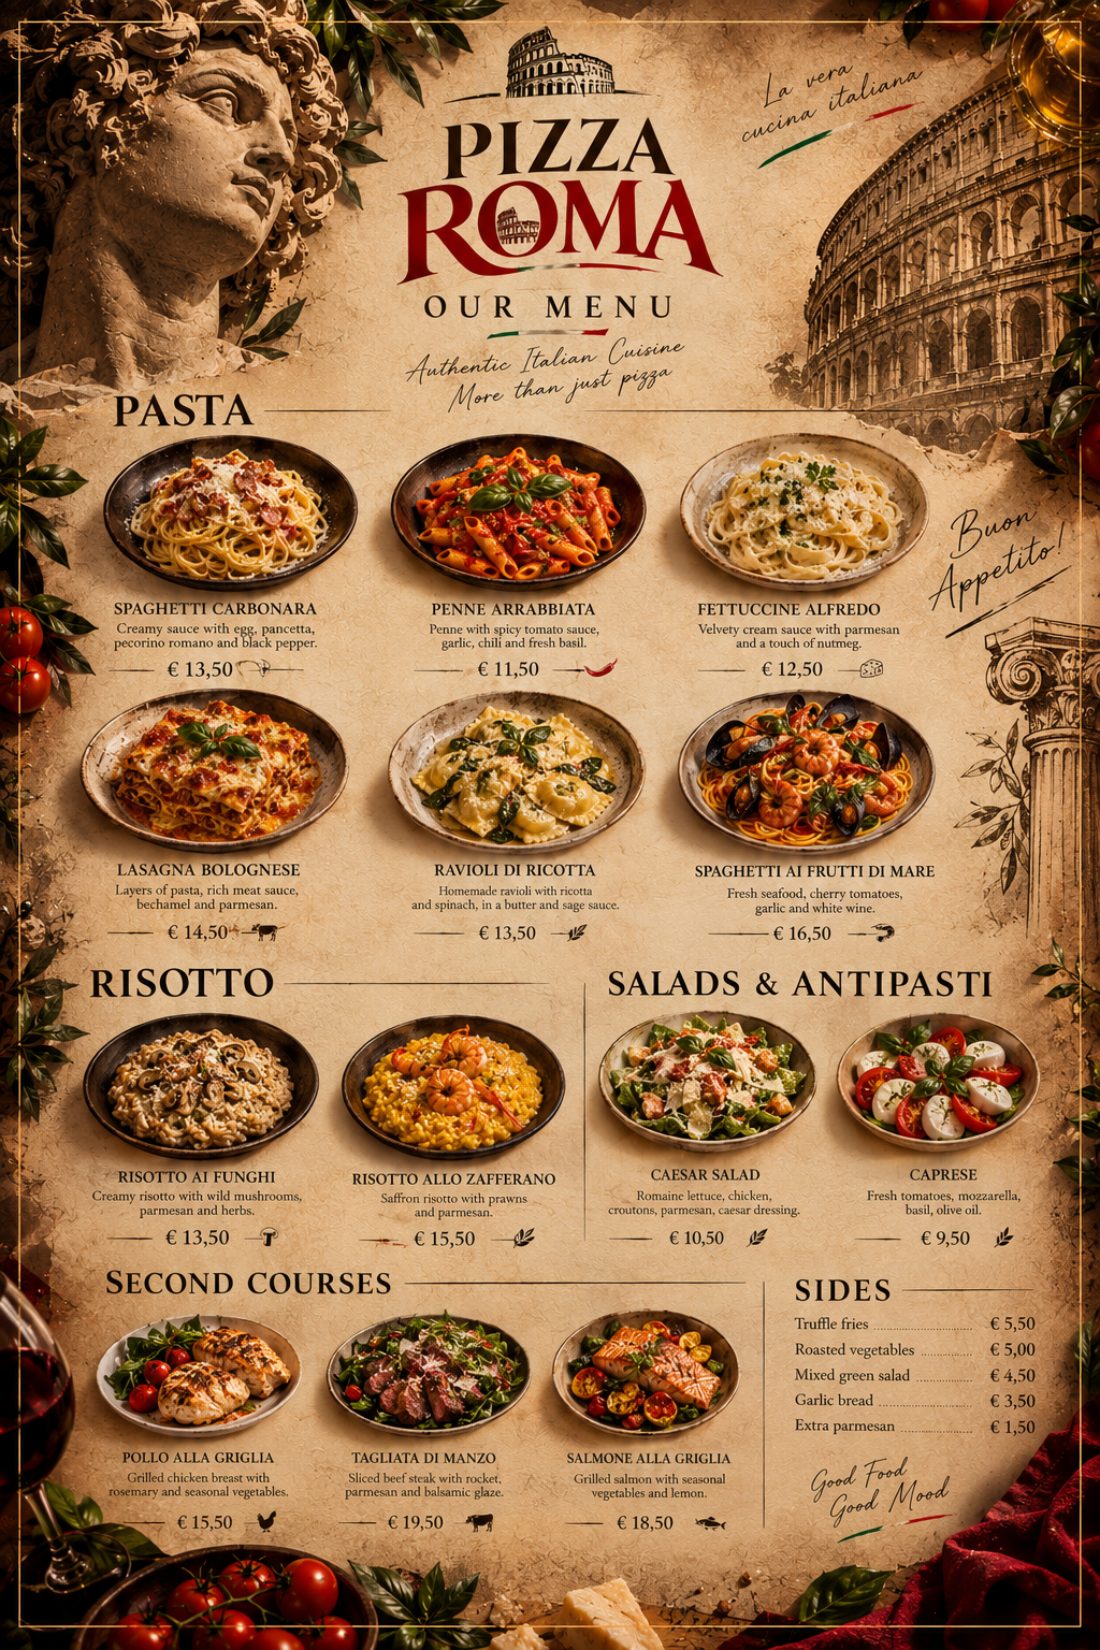 La vera
cucina italiana
PIZZA
ROMA
OUR MENU
Authentic Italian Cuisine
More than just pizza
PASTA
SPAGHETTI CARBONARA
Creamy sauce with egg, pancetta,
pecorino romano and black pepper.
€ 13,50
PENNE ARRABBIATA
Penne with spicy tomato sauce,
garlic, chili and fresh basil.
€ 11,50
FETTUCCINE ALFREDO
Velvety cream sauce with parmesan
and a touch of nutmeg.
€ 12,50
Buon
Appetito!
LASAGNA BOLOGNESE
Layers of pasta, rich meat sauce,
bechamel and parmesan.
€ 14,50
RAVIOLI DI RICOTTA
Homemade ravioli with ricotta
and spinach, in a butter and sage sauce.
€ 13,50
SPAGHETTI AI FRUTTI DI MARE
Fresh seafood, cherry tomatoes,
garlic and white wine.
€ 16,50
RISOTTO
RISOTTO AI FUNGHI
Creamy risotto with wild mushrooms,
parmesan and herbs.
€ 13,50
RISOTTO ALLO ZAFFERANO
Saffron risotto with prawns
and parmesan.
€ 15,50
SALADS & ANTIPASTI
CAESAR SALAD
Romaine lettuce, chicken,
croutons, parmesan, caesar dressing.
€ 10,50
CAPRESE
Fresh tomatoes, mozzarella,
basil, olive oil.
€ 9,50
SECOND COURSES
POLLO ALLA GRIGLIA
Grilled chicken breast with
rosemary and seasonal vegetables.
€ 15,50
TAGLIATA DI MANZO
Sliced beef steak with rocket,
parmesan and balsamic glaze.
€ 19,50
SALMONE ALLA GRIGLIA
Grilled salmon with seasonal
vegetables and lemon.
€ 18,50
SIDES
Truffle fries € 5,50
Roasted vegetables € 5,00
Mixed green salad € 4,50
Garlic bread € 3,50
Extra parmesan € 1,50
Good Food
Good Mood